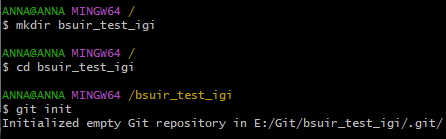 ANNA@ANNA MINGW64 /
$ mkdir bsuir_test_igi
ANNA@ANNA MINGW64 /
$ cd bsuir_test_igi
ANNA@ANNA MINGW64 /bsuir_test_igi
$ git init
Initialized empty Git repository in E:/Git/bsuir_test_igi/.git/